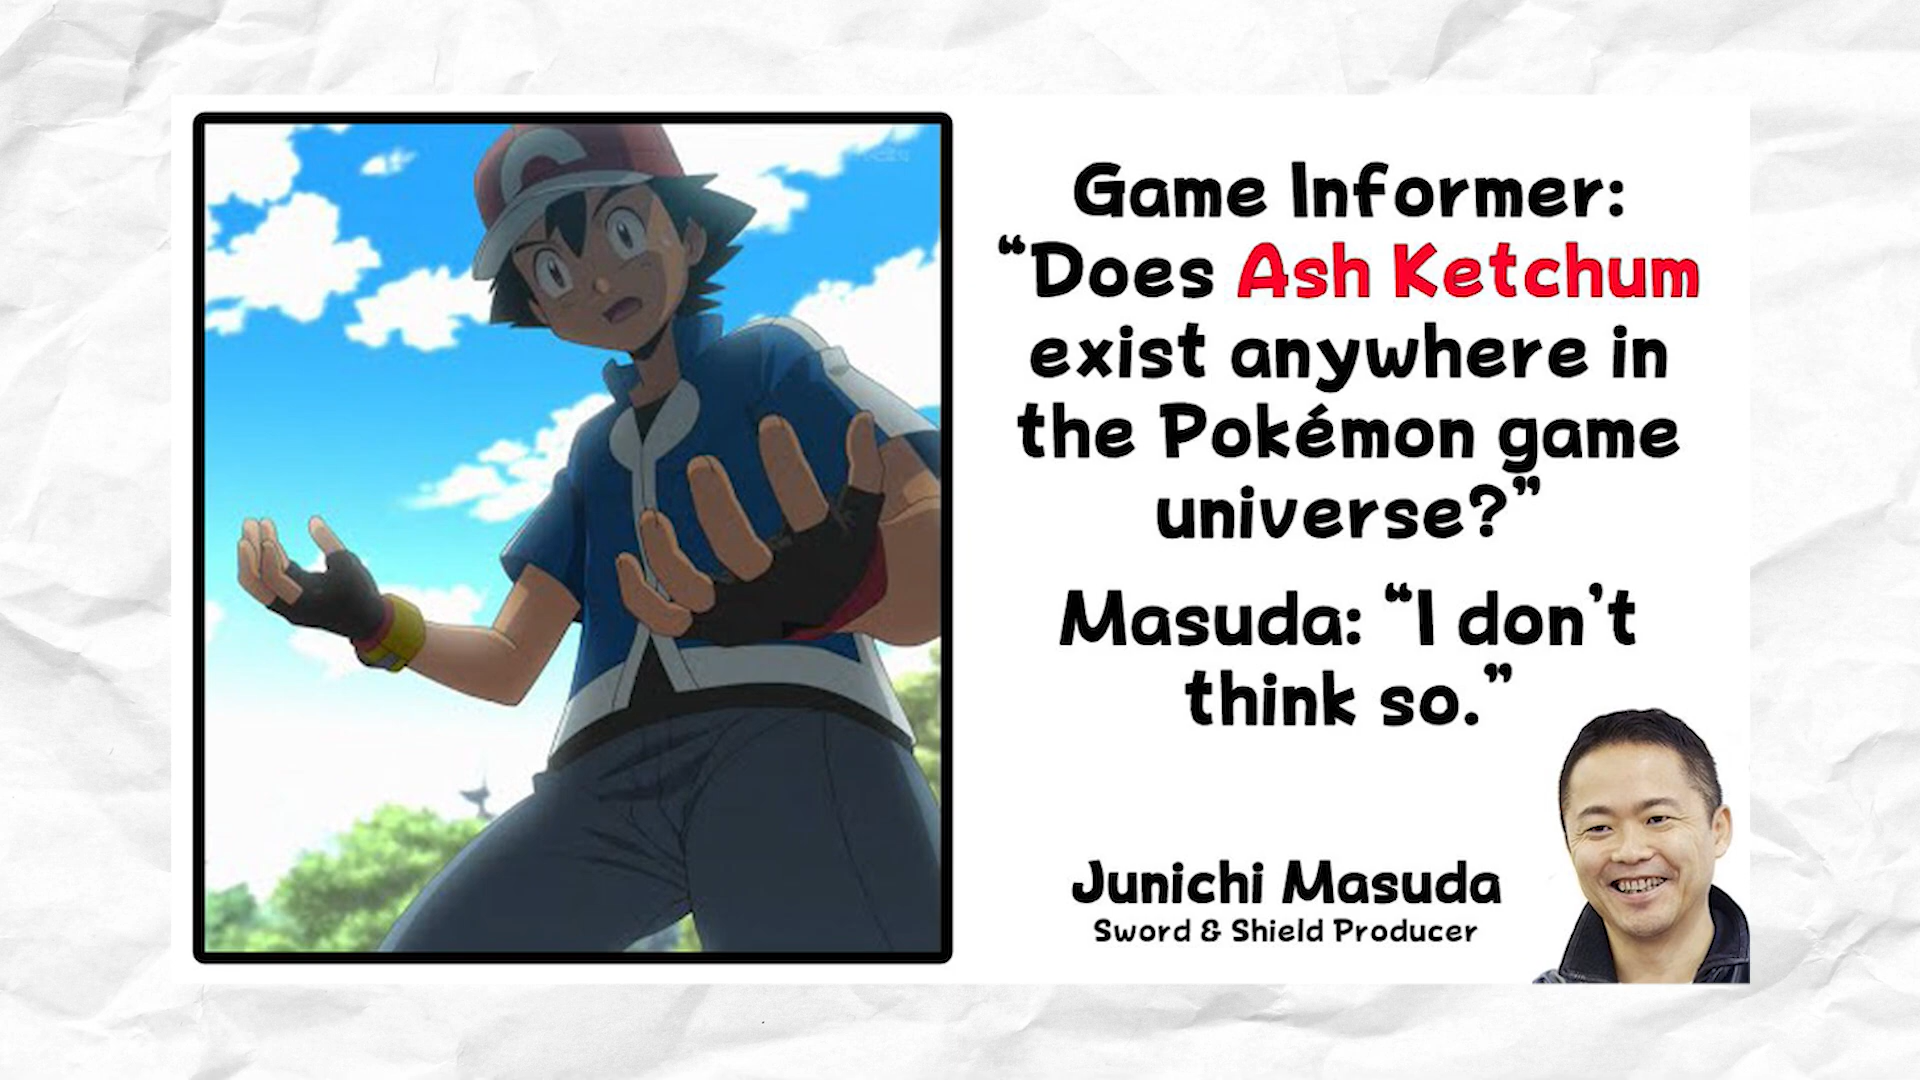 Game Informer:
“Does Ash Ketchum
exist anywhere in
the Pokémon game
universe?”
Masuda: “I don’t
think so.”
Junichi Masuda
Sword & Shield Producer